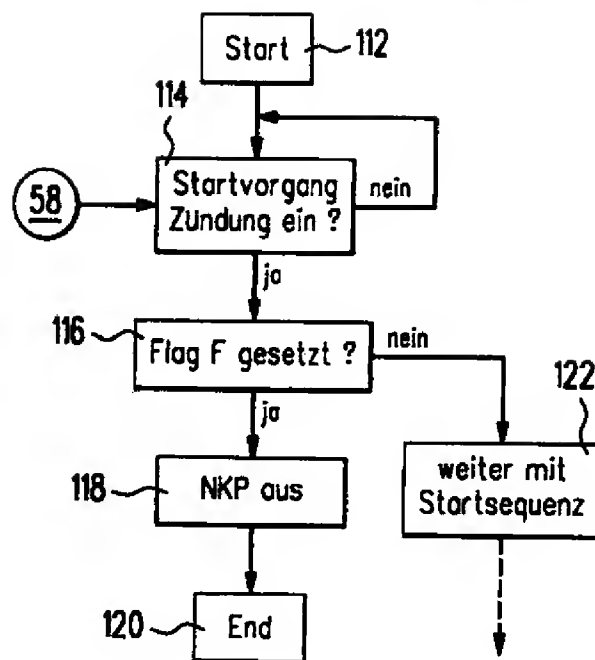 Start
112
114
58
Startvorgang
Zündung ein ?
nein
ja
116
Flag F gesetzt ?
nein
ja
122
118
NKP aus
weiter mit
Startsequenz
120
End